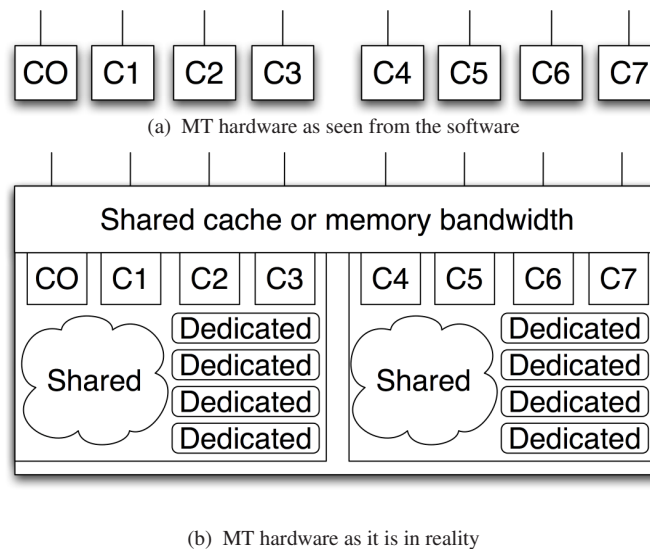 CO C1 C2 C3 C4 C5 C6 C7
(a) MT hardware as seen from the software
Shared cache or memory bandwidth
CO C1 C2 C3 C4 C5 C6 C7
Shared
Dedicated
Dedicated
Dedicated
Dedicated
Shared
Dedicated
Dedicated
Dedicated
Dedicated
(b) MT hardware as it is in reality